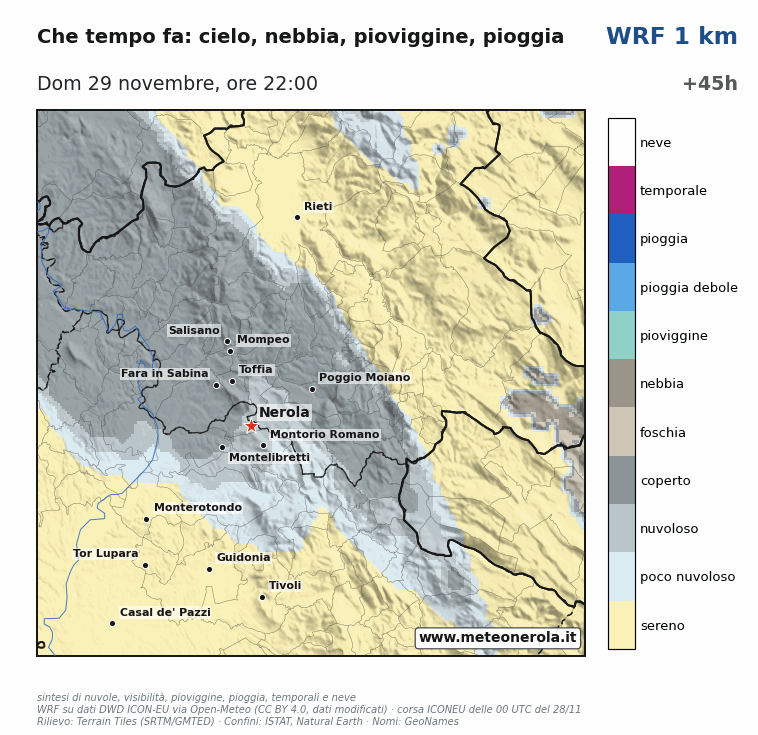 Che tempo fa: cielo, nebbia, pioviggine, pioggia
WRF 1 km
Dom 29 novembre, ore 22:00
+45h
neve
temporale
pioggia
pioggia debole
pioviggine
nebbia
foschia
coperto
nuvoloso
poco nuvoloso
sereno
Rieti
Salisano
Mompeo
Toffia
Fara in Sabina
Poggio Moiano
Nerola
Montorio Romano
Montelibretti
Monterotondo
Tor Lupara
Guidonia
Tivoli
Casal de' Pazzi
www.meteonerola.it
sintesi di nuvole, visibilità, pioviggine, pioggia, temporali e neve
WRF su dati DWD ICON-EU via Open-Meteo (CC BY 4.0, dati modificati) · corsa ICONEU delle 00 UTC del 28/11
Rilievo: Terrain Tiles (SRTM/GMTED) · Confini: ISTAT, Natural Earth · Nomi: GeoNames